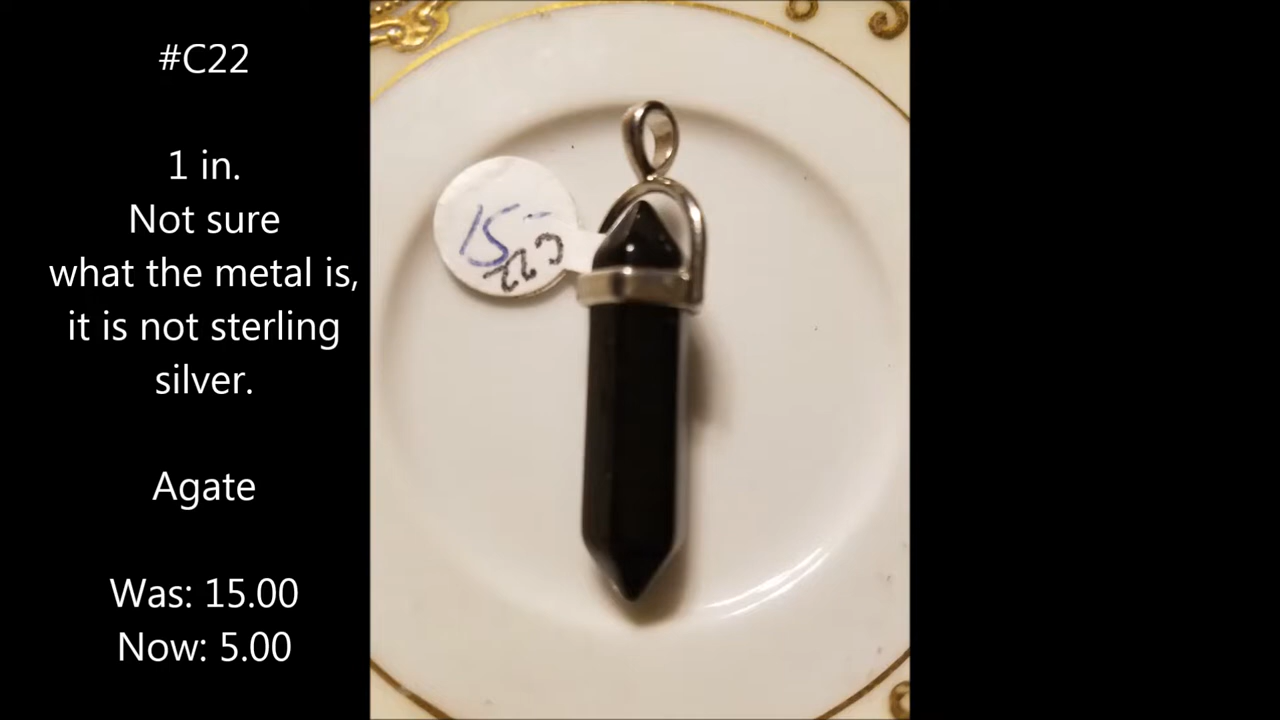 #C22
1 in.
Not sure
what the metal is,
it is not sterling
silver.
Agate
Was: 15.00
Now: 5.00
15-
C22